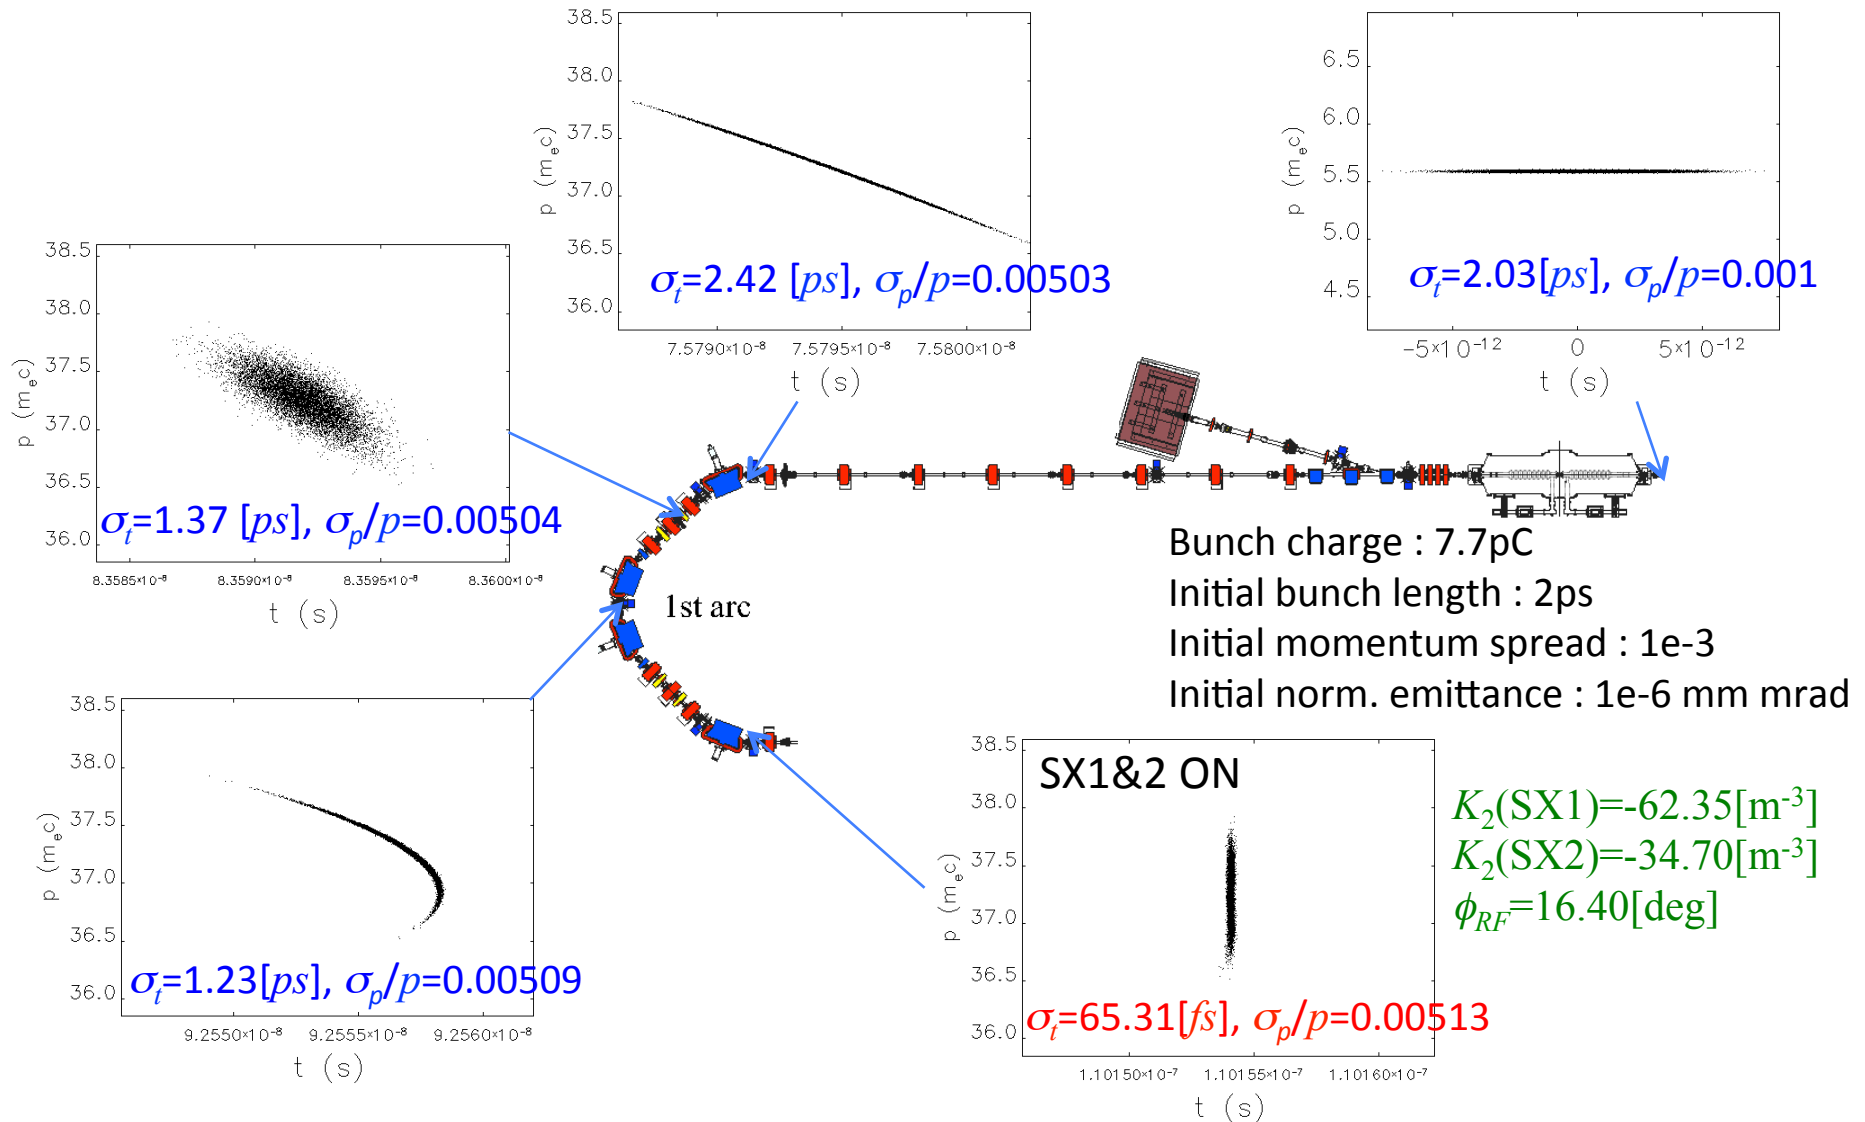 38.5
38.0
37.5
37.0
36.5
36.0
p (m_e c)
σ_t=2.42 [ps], σ_p/p=0.00503
7.5790×10^-8 7.5795×10^-8 7.5800×10^-8
t (s)
6.5
6.0
5.5
5.0
4.5
p (m_e c)
σ_t=2.03[ps], σ_p/p=0.001
−5×10^-12 0 5×10^-12
t (s)
38.5
38.0
37.5
37.0
36.5
36.0
p (m_e c)
σ_t=1.37 [ps], σ_p/p=0.00504
8.3585×10^-8 8.3590×10^-8 8.3595×10^-8 8.3600×10^-8
t (s)
1st arc
Bunch charge : 7.7pC
Initial bunch length : 2ps
Initial momentum spread : 1e-3
Initial norm. emittance : 1e-6 mm mrad
38.5
38.0
37.5
37.0
36.5
36.0
p (m_e c)
σ_t=1.23[ps], σ_p/p=0.00509
9.2550×10^-8 9.2555×10^-8 9.2560×10^-8
t (s)
SX1&2 ON
38.5
38.0
37.5
37.0
36.5
36.0
p (m_e c)
σ_t=65.31[fs], σ_p/p=0.00513
1.10150×10^-7 1.10155×10^-7 1.10160×10^-7
t (s)
K_2(SX1)=-62.35[m^-3]
K_2(SX2)=-34.70[m^-3]
ϕ_RF=16.40[deg]